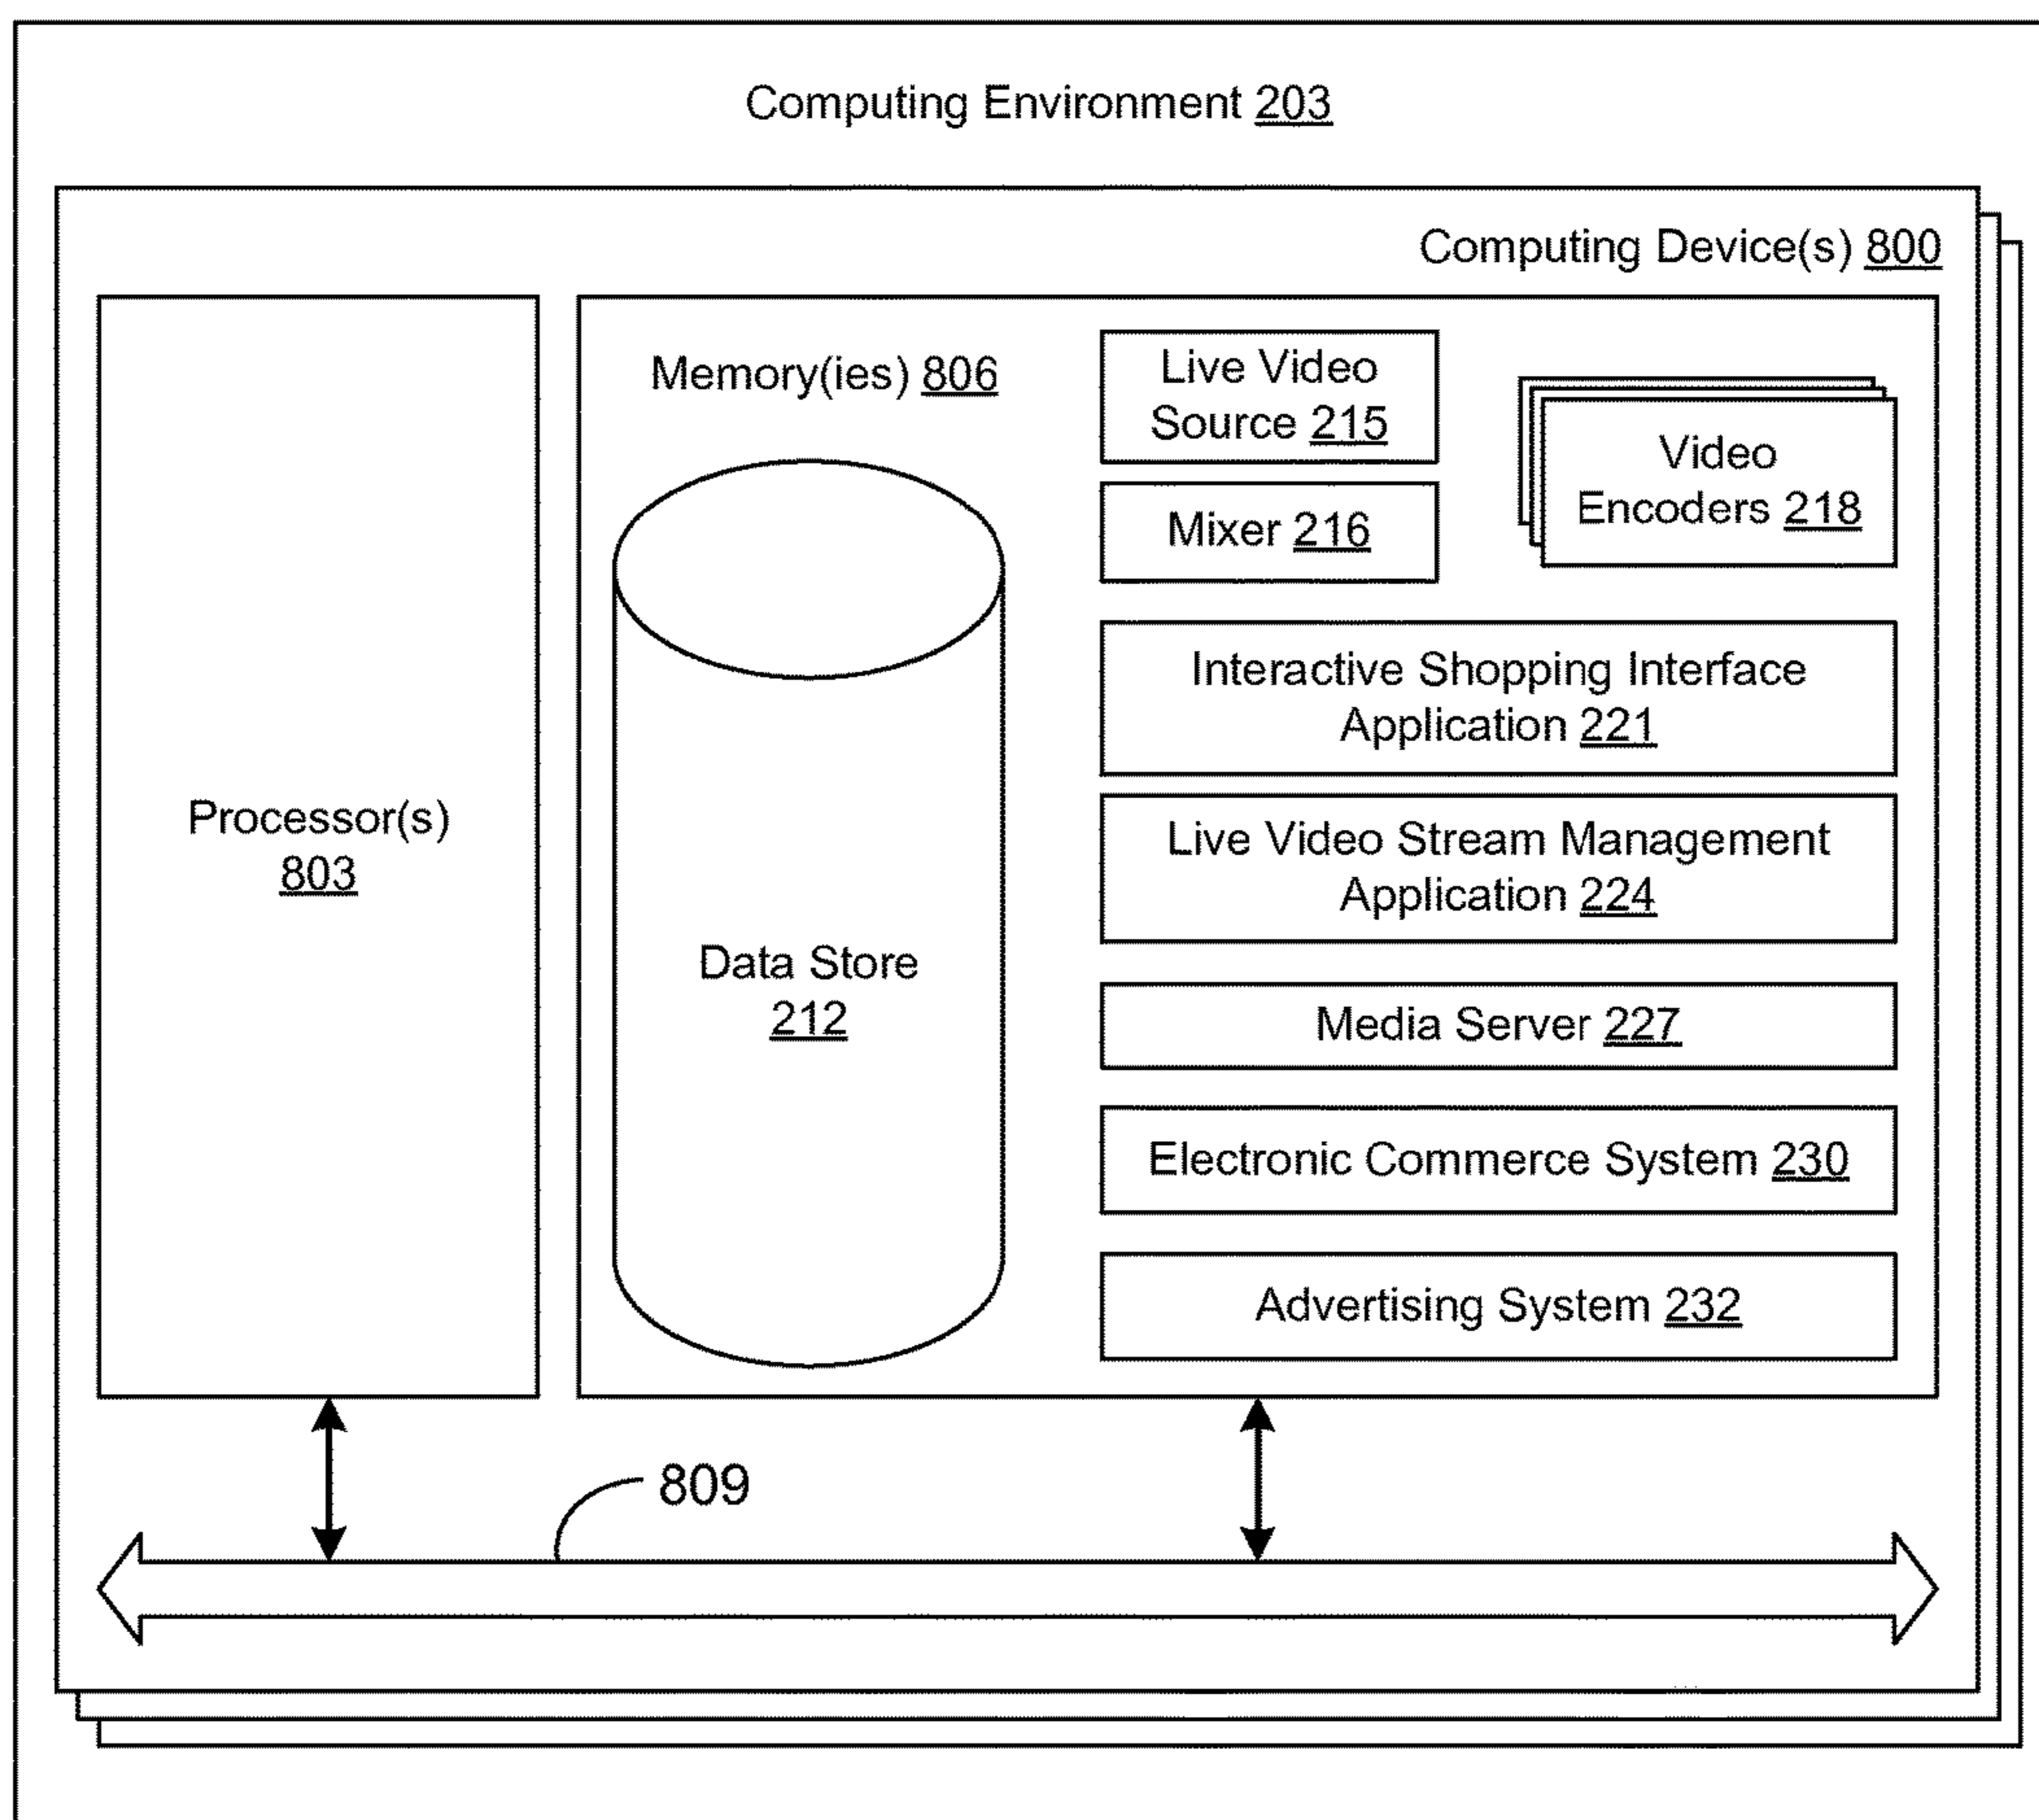 Computing Environment 203
Computing Device(s) 800
Processor(s)
803
Memory(ies) 806
Data Store
212
Live Video
Source 215
Mixer 216
Video
Encoders 218
Interactive Shopping Interface
Application 221
Live Video Stream Management
Application 224
Media Server 227
Electronic Commerce System 230
Advertising System 232
809